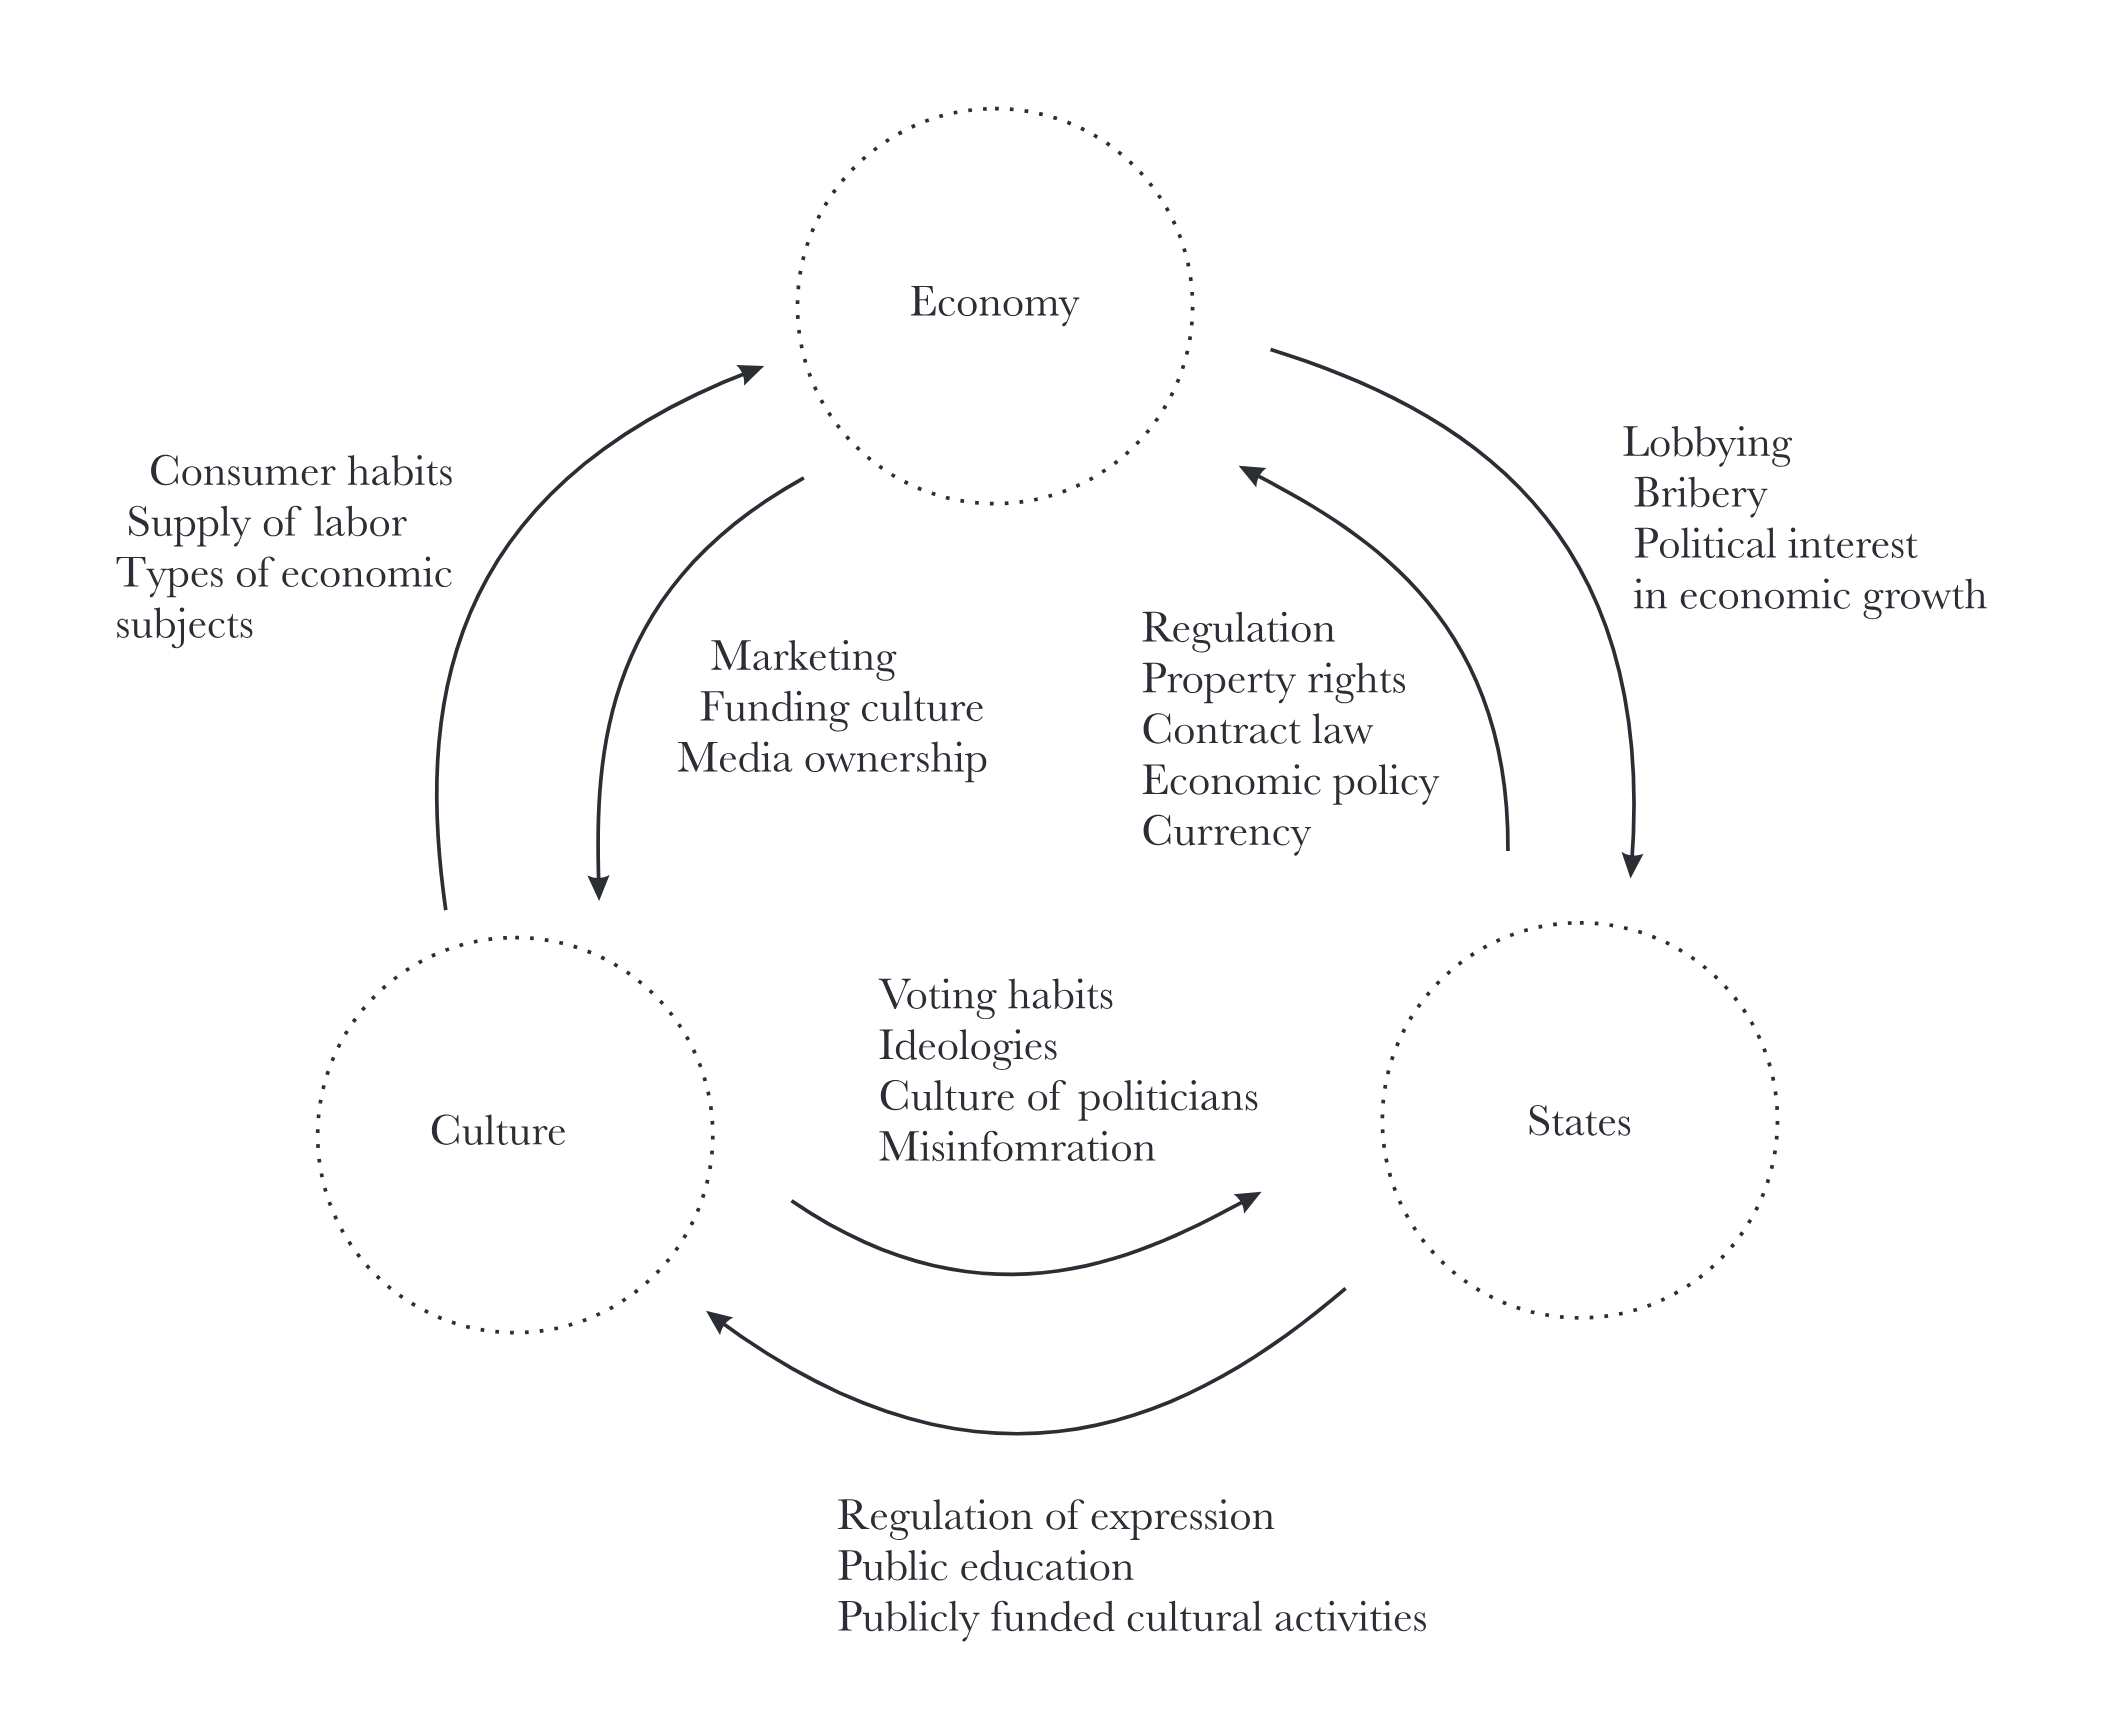 Economy
Consumer habits
Supply of labor
Types of economic
subjects
Lobbying
Bribery
Political interest
in economic growth
Marketing
Funding culture
Media ownership
Regulation
Property rights
Contract law
Economic policy
Currency
Culture
Voting habits
Ideologies
Culture of politicians
Misinfomration
States
Regulation of expression
Public education
Publicly funded cultural activities